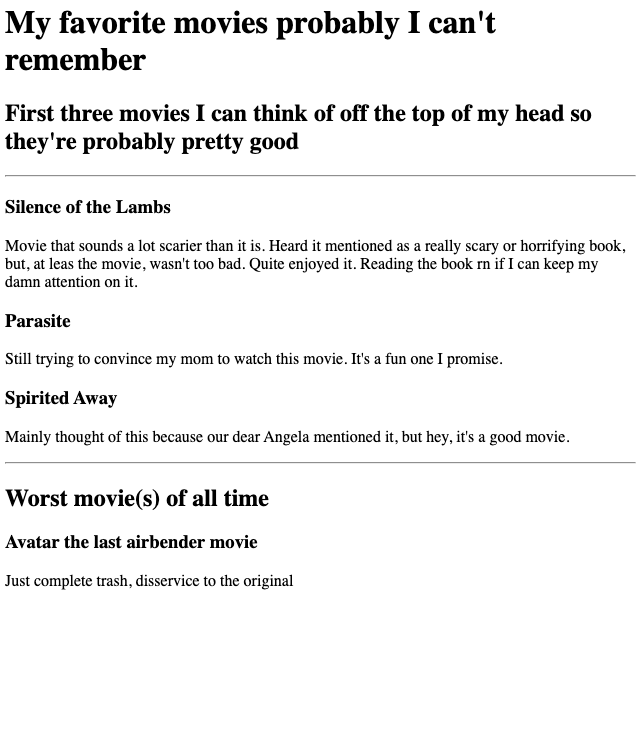 My favorite movies probably I can't
remember
First three movies I can think of off the top of my head so
they're probably pretty good
Silence of the Lambs
Movie that sounds a lot scarier than it is. Heard it mentioned as a really scary or horrifying book,
but, at leas the movie, wasn't too bad. Quite enjoyed it. Reading the book rn if I can keep my
damn attention on it.
Parasite
Still trying to convince my mom to watch this movie. It's a fun one I promise.
Spirited Away
Mainly thought of this because our dear Angela mentioned it, but hey, it's a good movie.
Worst movie(s) of all time
Avatar the last airbender movie
Just complete trash, disservice to the original